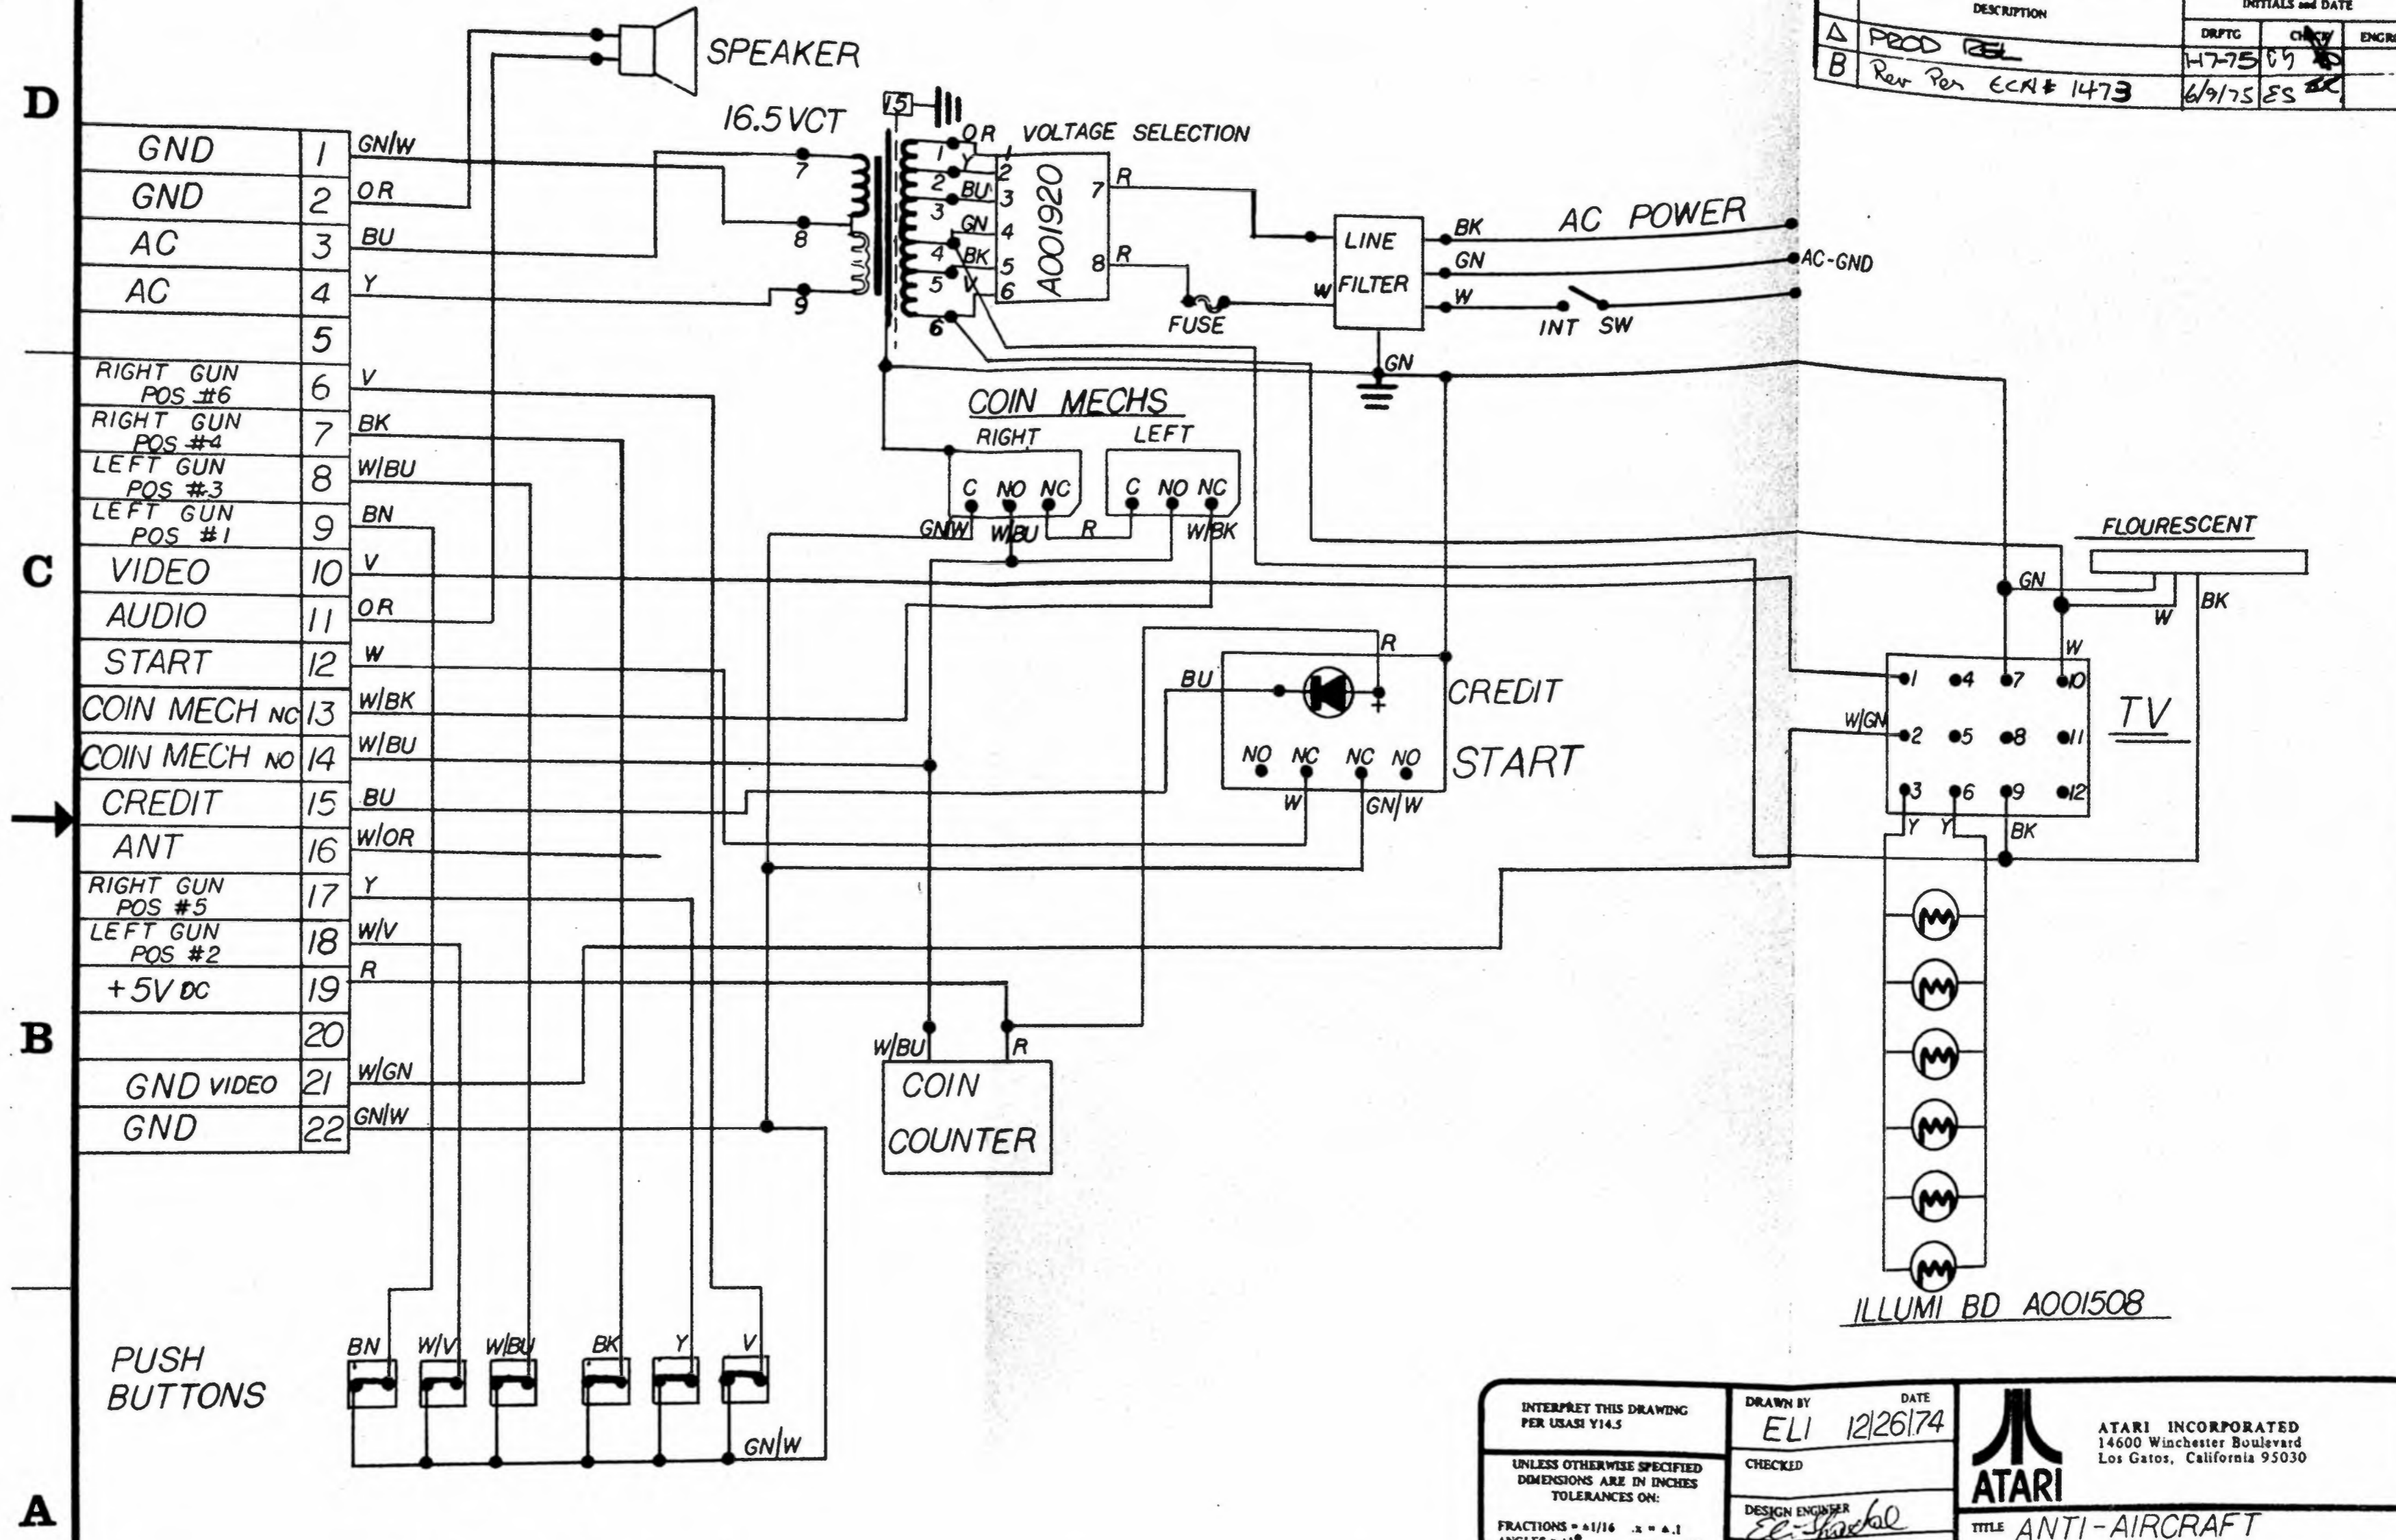 DESCRIPTION
INITIALS and DATE
DRFTG
CHECK
ENGR
A PROD REL 1-17-75
B Rev Per ECN# 1473 6/9/75 ES
D
C
B
A
SPEAKER
16.5 VCT
15
VOLTAGE SELECTION
GND 1 GN/W
GND 2 OR
AC 3 BU
AC 4 Y
5
RIGHT GUN
POS #6 6 V
RIGHT GUN
POS #4 7 BK
LEFT GUN
POS #3 8 W/BU
LEFT GUN
POS #1 9 BN
VIDEO 10 V
AUDIO 11 OR
START 12 W
COIN MECH NC 13 W/BK
COIN MECH NO 14 W/BU
CREDIT 15 BU
ANT 16 W/OR
RIGHT GUN
POS #5 17 Y
LEFT GUN
POS #2 18 W/V
+5V DC 19 R
20
GND VIDEO 21 W/GN
GND 22 GN/W
7
8
9
1 OR 1
2 Y 2
3 BU 3
4 GN 4
5 BK 5
6 V 6
A001920
7 R
8 R
FUSE
W
LINE
FILTER
BK AC POWER
GN AC-GND
W
INT SW
GN
COIN MECHS
RIGHT LEFT
C NO NC C NO NC
GN/W W/BU R W/BK
FLOURESCENT
GN
W
BK
W
R
BU
+
CREDIT
NO NC NC NO
START
W GN/W
W/GN
1 4 7 10
2 5 8 11
3 6 9 12
TV
Y Y BK
W/BU R
COIN
COUNTER
ILLUMI BD A001508
PUSH
BUTTONS
BN W/V W/BU BK Y V
GN/W
INTERPRET THIS DRAWING
PER USASI Y14.5
UNLESS OTHERWISE SPECIFIED
DIMENSIONS ARE IN INCHES
TOLERANCES ON:
DRAWN BY DATE
ELI 12/26/74
CHECKED
DESIGN ENGINEER
ATARI
ATARI INCORPORATED
14600 Winchester Boulevard
Los Gatos, California 95030
TITLE ANTI-AIRCRAFT